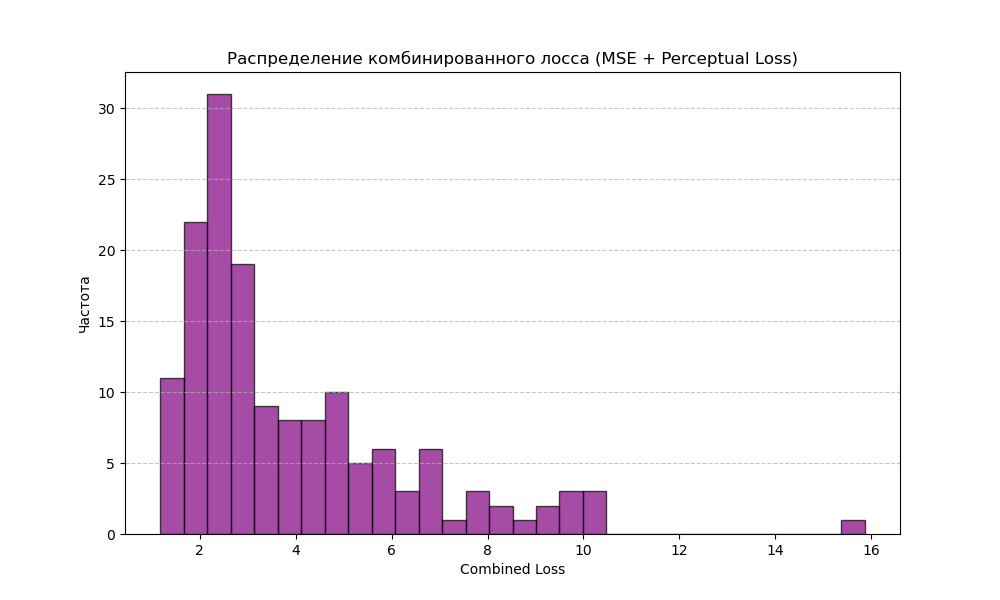 Распределение комбинированного лосса (MSE + Perceptual Loss)
Частота
30
25
20
15
10
5
0
2 4 6 8 10 12 14 16
Combined Loss